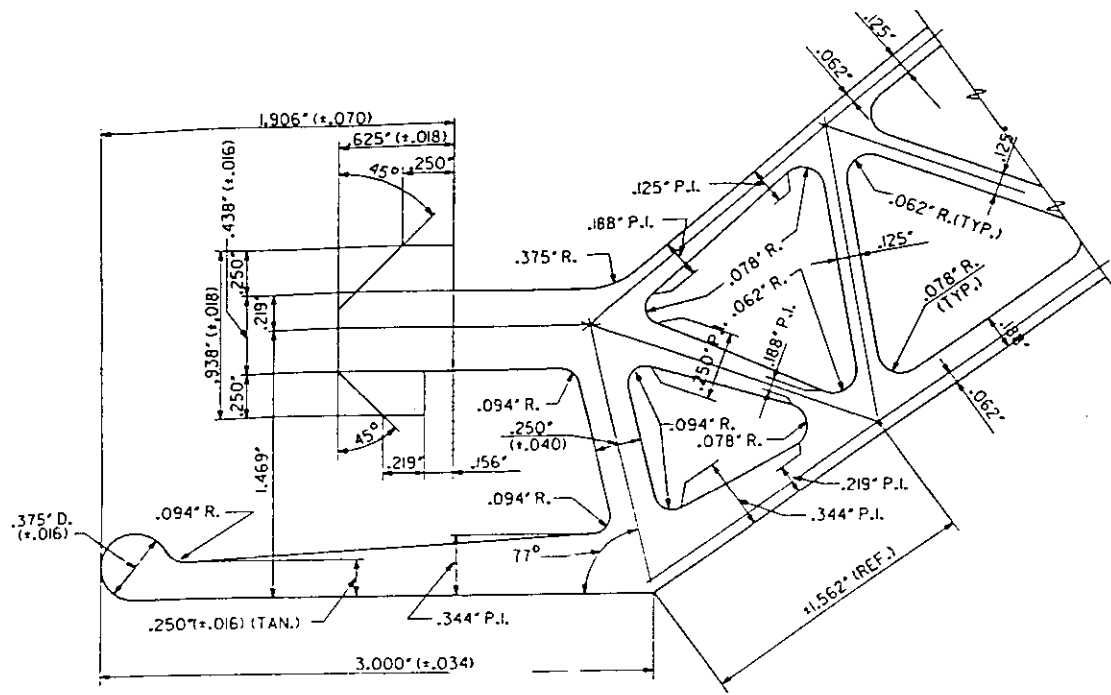 .125"
.062"
1.906" (±.070)
.625" (±.018)
.250"
45°
.125"
.438" (±.016)
.125" P.I.
.188" P.I.
.062" R.(TYP.)
.375" R.
.125"
.250"
.078" R.
.062" R.
.078" R.
(TYP.)
.938" (±.018)
.219"
.188" P.I.
.250" P.I.
.188"
.250"
.094" R.
.062"
.094" R.
.078" R.
.250"
(±.040)
45°
.219"
.156"
1.469"
.219" P.I.
.094" R.
.344" P.I.
.375" D.
(±.016)
.094" R.
77°
±1.562" (REF.)
.250"(±.016) (TAN.)
.344" P.I.
3.000" (±.034)